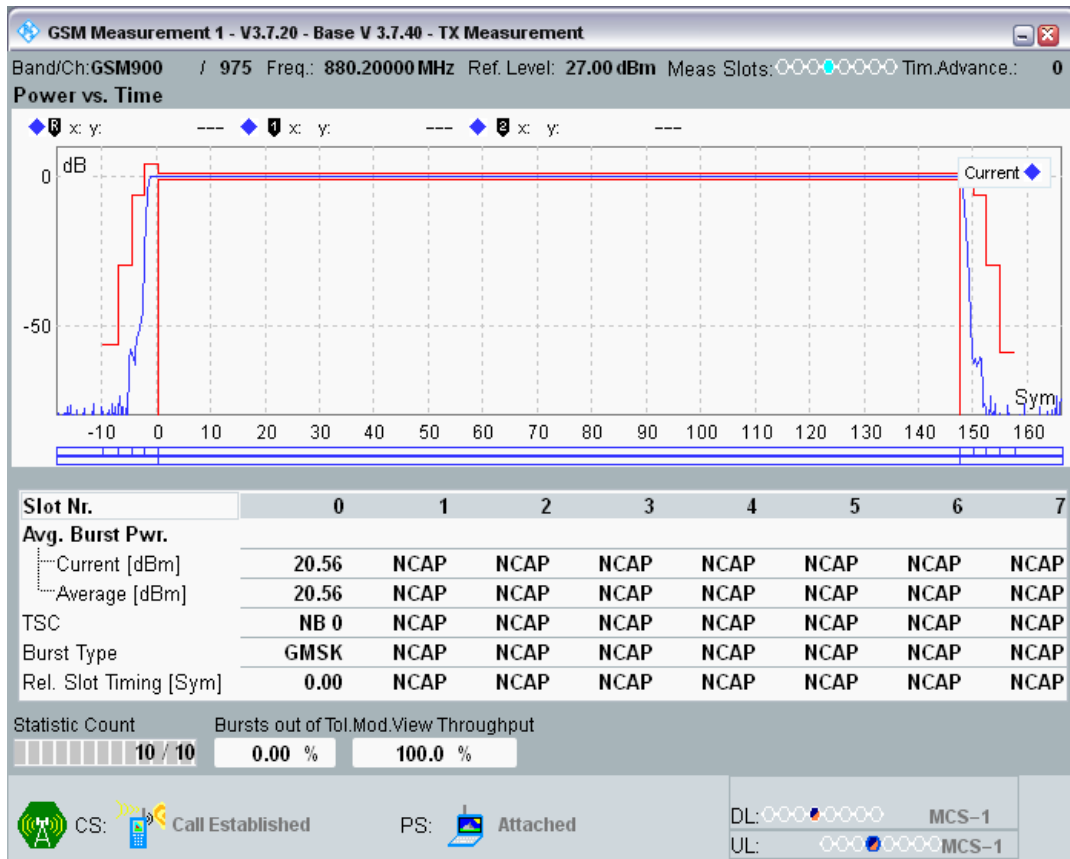 GSM Measurement 1 - V3.7.20 - Base V 3.7.40 - TX Measurement
Band/Ch:GSM900 / 975 Freq.: 880.20000 MHz Ref. Level: 27.00 dBm Meas Slots: Tim.Advance.: 0
Power vs. Time
R x: y: --- 1 x: y: --- 2 x: y: ---
dB
Current
0
-50
Sym
-10 0 10 20 30 40 50 60 70 80 90 100 110 120 130 140 150 160
Slot Nr. 0 1 2 3 4 5 6 7
Avg. Burst Pwr.
Current [dBm] 20.56 NCAP NCAP NCAP NCAP NCAP NCAP NCAP
Average [dBm] 20.56 NCAP NCAP NCAP NCAP NCAP NCAP NCAP
TSC NB 0 NCAP NCAP NCAP NCAP NCAP NCAP NCAP
Burst Type GMSK NCAP NCAP NCAP NCAP NCAP NCAP NCAP
Rel. Slot Timing [Sym] 0.00 NCAP NCAP NCAP NCAP NCAP NCAP NCAP
Statistic Count Bursts out of Tol. Mod.View Throughput
10 / 10 0.00 % 100.0 %
CS: Call Established PS: Attached
DL: MCS-1
UL: MCS-1